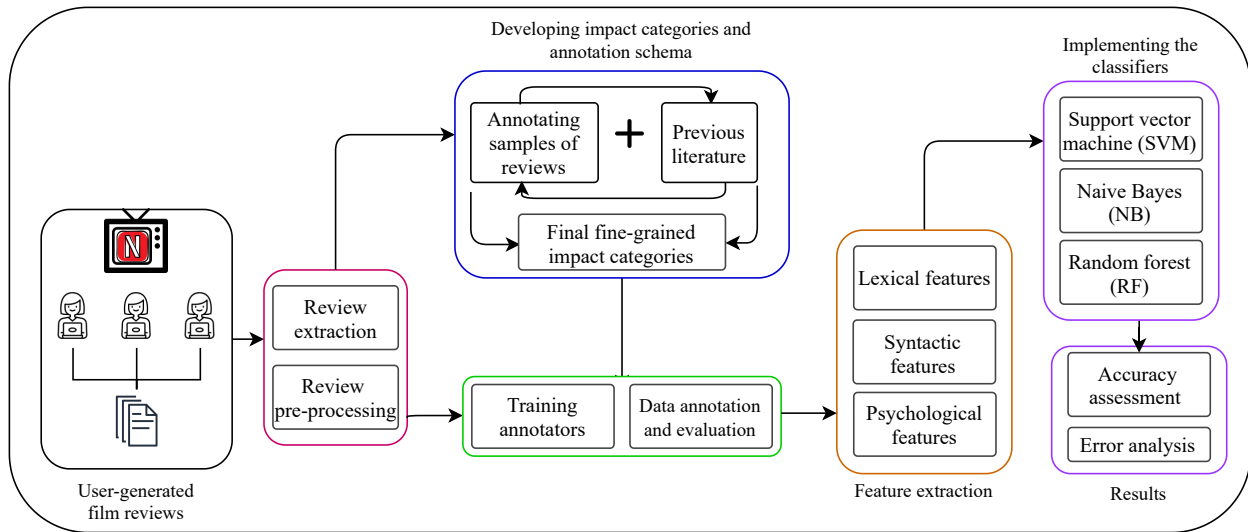 Developing impact categories and
annotation schema
Implementing the
classifiers
Annotating
samples of
reviews
+
Previous
literature
Final fine-grained
impact categories
Support vector
machine (SVM)
Naive Bayes
(NB)
Random forest
(RF)
N
Review
extraction
Review
pre-processing
Training
annotators
Data annotation
and evaluation
Lexical features
Syntactic
features
Psychological
features
Accuracy
assessment
Error analysis
User-generated
film reviews
Feature extraction
Results